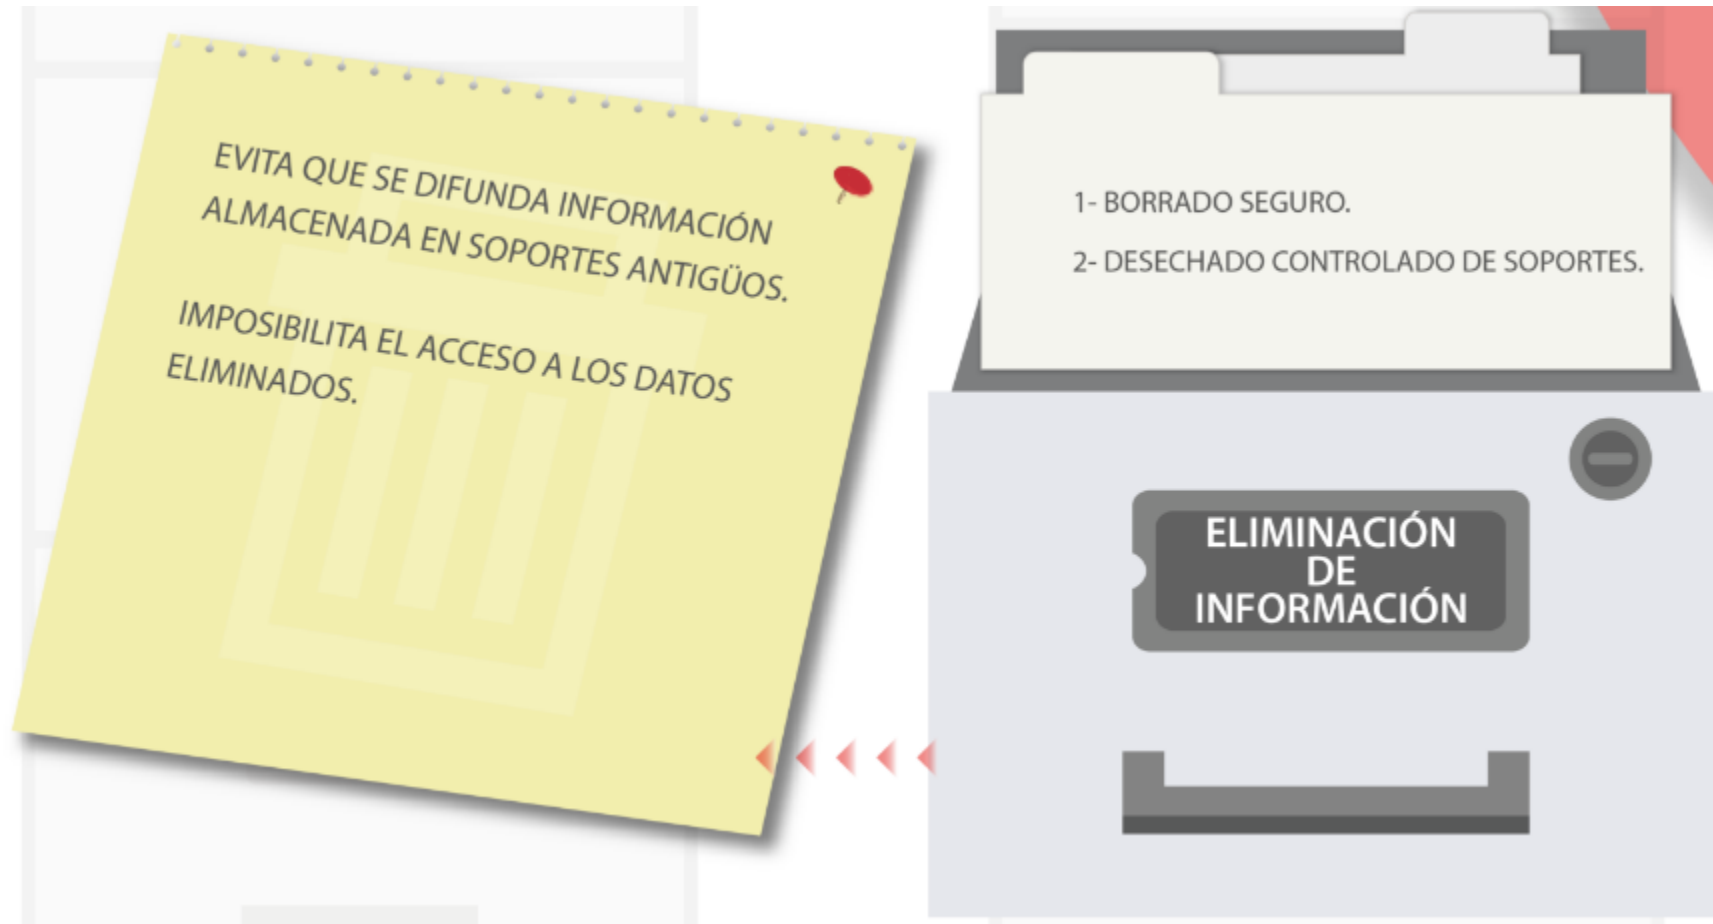 EVITA QUE SE DIFUNDA INFORMACIÓN
ALMACENADA EN SOPORTES ANTIGÜOS.
IMPOSIBILITA EL ACCESO A LOS DATOS
ELIMINADOS.
1- BORRADO SEGURO.
2- DESECHADO CONTROLADO DE SOPORTES.
ELIMINACIÓN
DE
INFORMACIÓN